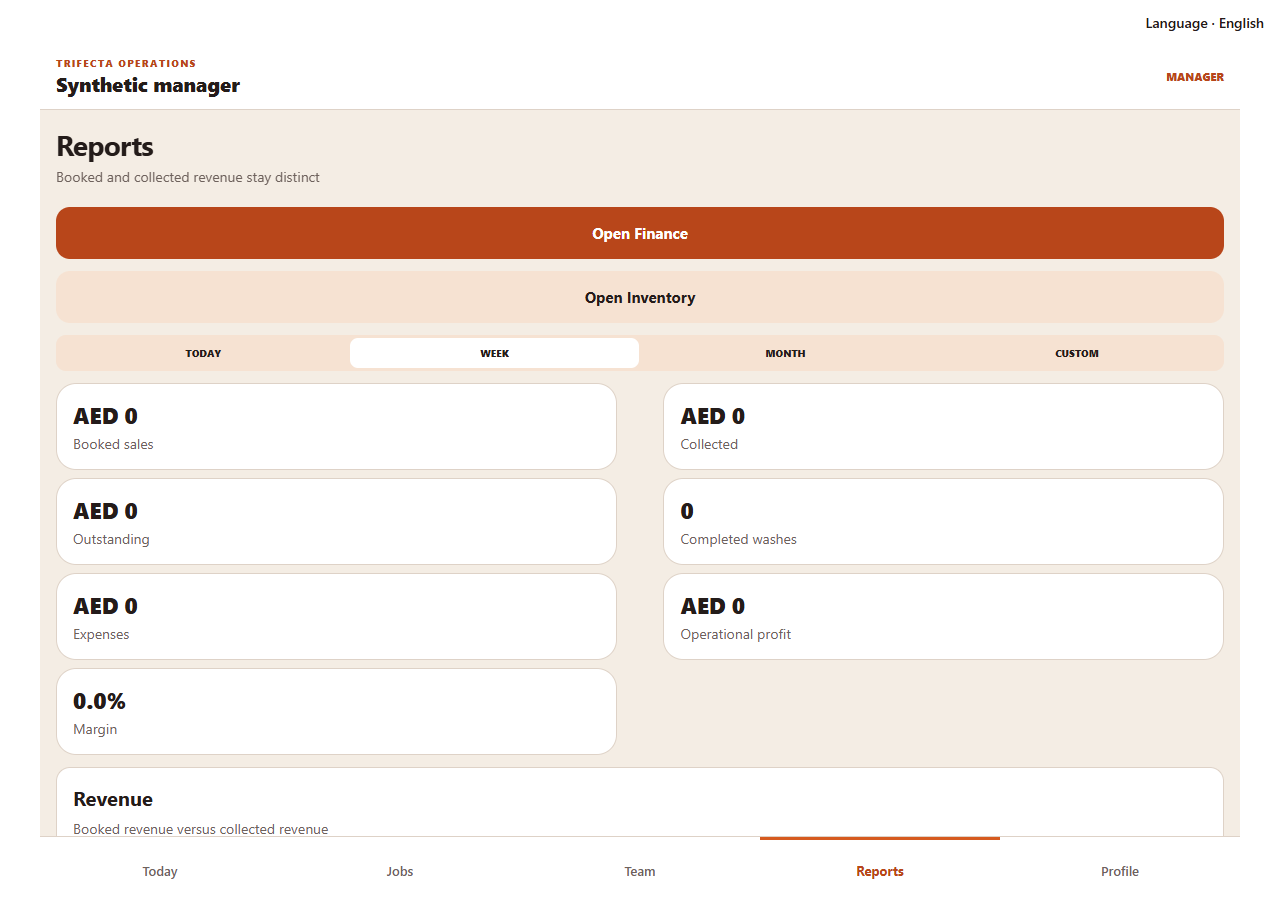 Language · English
TRIFECTA OPERATIONS
Synthetic manager
MANAGER
Reports
Booked and collected revenue stay distinct
Open Finance
Open Inventory
TODAY WEEK MONTH CUSTOM
AED 0
Booked sales
AED 0
Collected
AED 0
Outstanding
0
Completed washes
AED 0
Expenses
AED 0
Operational profit
0.0%
Margin
Revenue
Booked revenue versus collected revenue
Today Jobs Team Reports Profile